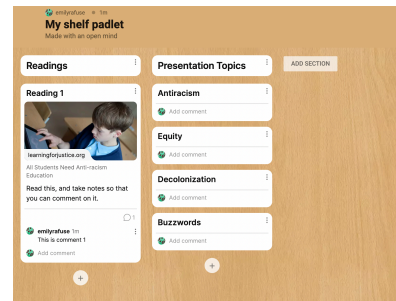 emilyrafuse 1m
My shelf padlet
Made with an open mind
Readings
Reading 1
learningforjustice.org
All Students Need Anti-racism
Education
Read this, and take notes so that
you can comment on it.
1
emilyrafuse 1m
This is comment 1
Add comment
Presentation Topics
Antiracism
Add comment
Equity
Add comment
Decolonization
Add comment
Buzzwords
Add comment
ADD SECTION